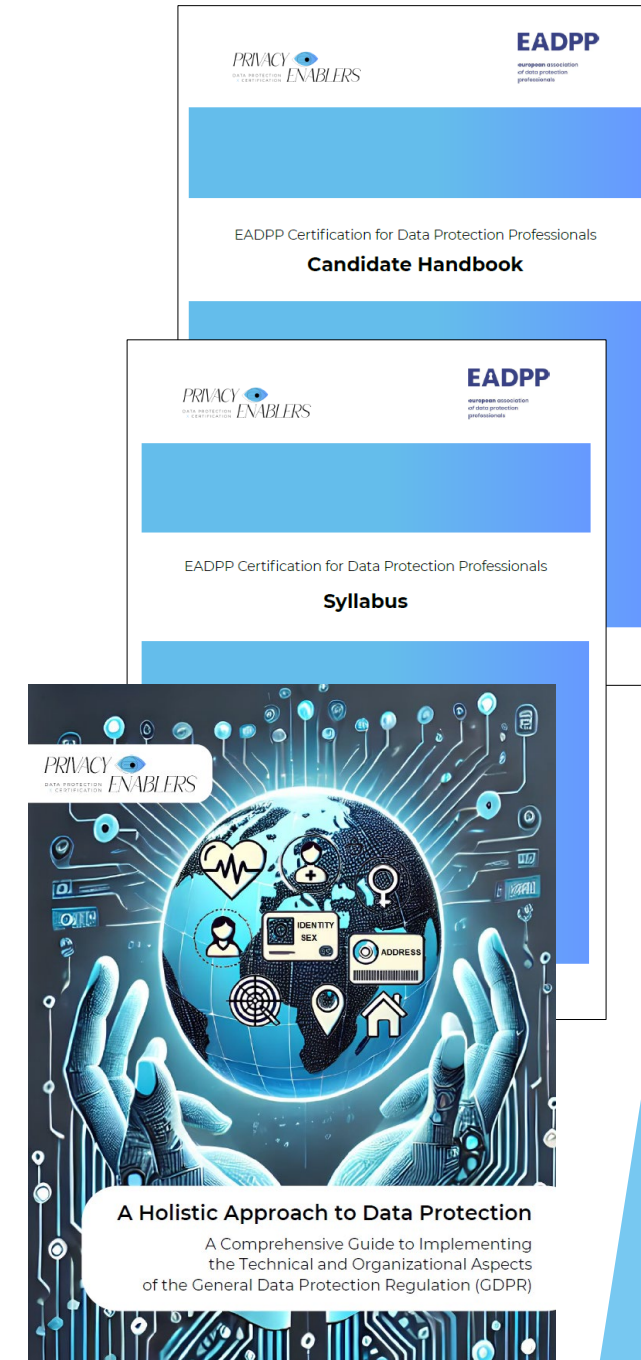 PRIVACY
DATA PROTECTION
/ CERTIFICATION
ENABLERS
EADPP
european association
of data protection
professionals
EADPP Certification for Data Protection Professionals
Candidate Handbook
PRIVACY
DATA PROTECTION
/ CERTIFICATION
ENABLERS
EADPP
european association
of data protection
professionals
EADPP Certification for Data Protection Professionals
Syllabus
PRIVACY
DATA PROTECTION
/ CERTIFICATION
ENABLERS
IDENTITY
SEX
ADDRESS
A Holistic Approach to Data Protection
A Comprehensive Guide to Implementing
the Technical and Organizational Aspects
of the General Data Protection Regulation (GDPR)